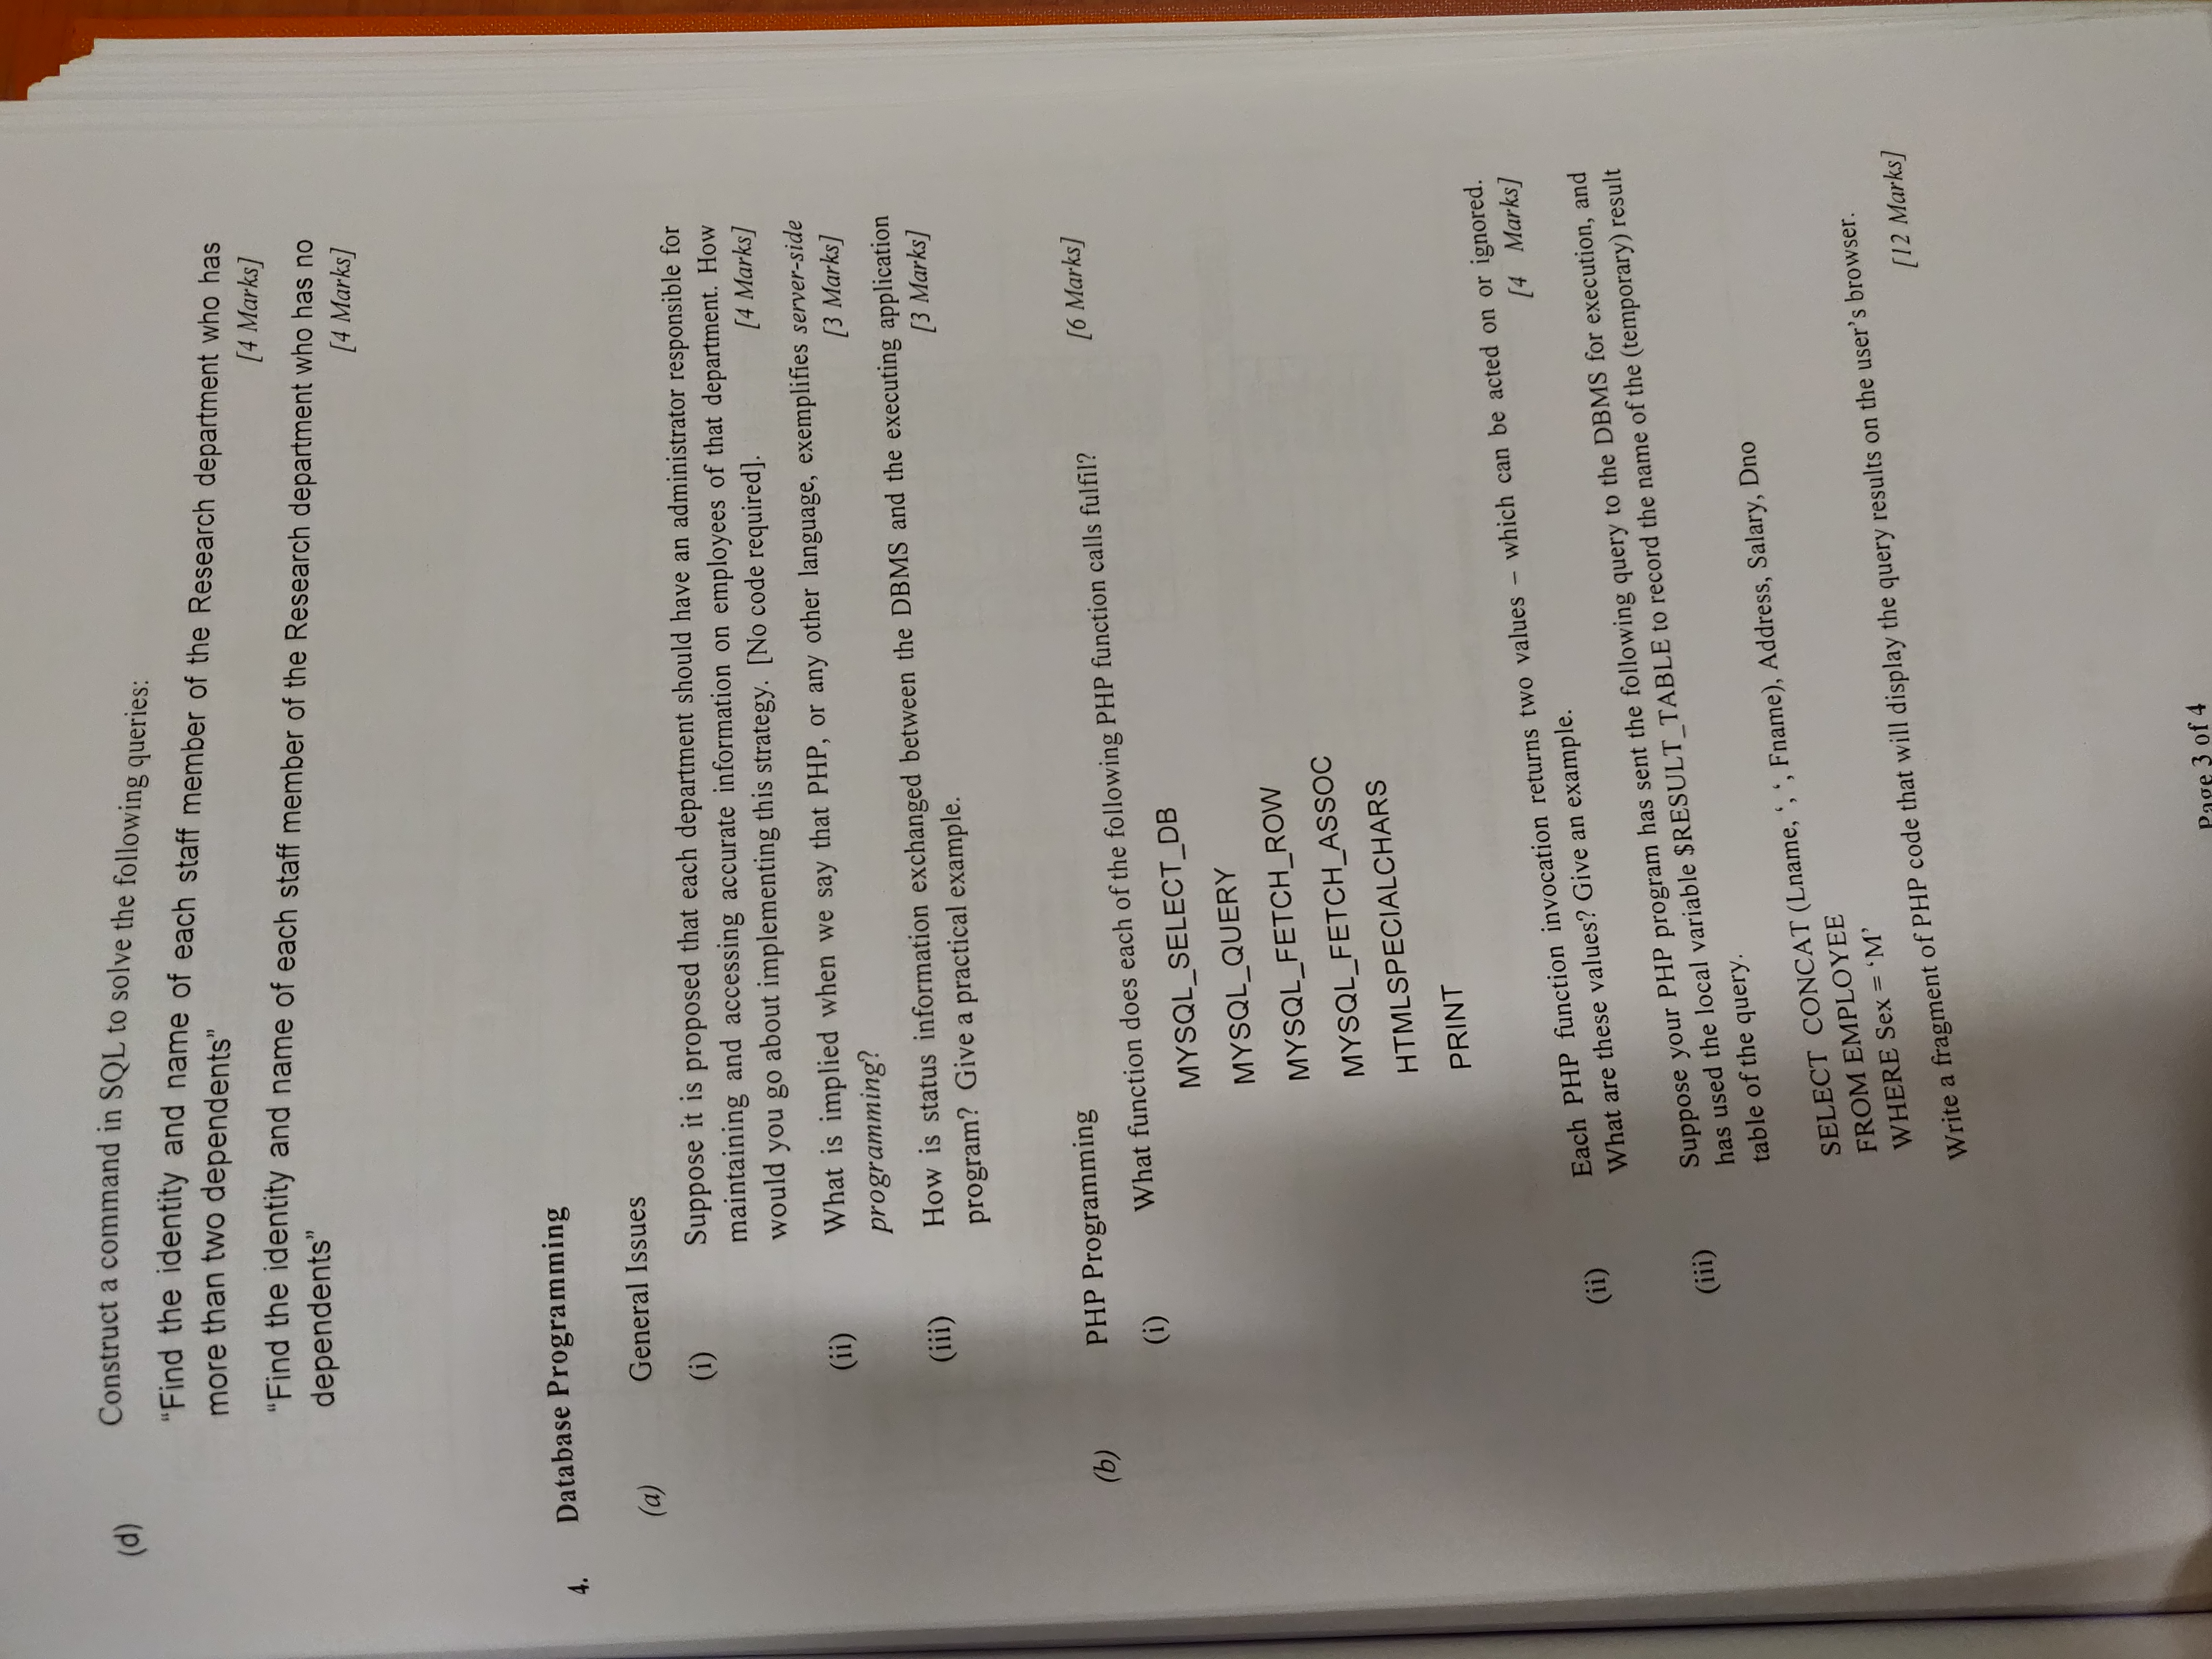 (d) Construct a command in SQL to solve the following queries:
“Find the identity and name of each staff member of the Research department who has
more than two dependents”
[4 Marks]
“Find the identity and name of each staff member of the Research department who has no
dependents”
[4 Marks]
4. Database Programming
(a) General Issues
(i) Suppose it is proposed that each department should have an administrator responsible for
maintaining and accessing accurate information on employees of that department. How
would you go about implementing this strategy. [No code required]. [4 Marks]
(ii) What is implied when we say that PHP, or any other language, exemplifies server-side
programming? [3 Marks]
(iii) How is status information exchanged between the DBMS and the executing application
program? Give a practical example. [3 Marks]
(b) PHP Programming
(i) What function does each of the following PHP function calls fulfil? [6 Marks]
MYSQL_SELECT_DB
MYSQL_QUERY
MYSQL_FETCH_ROW
MYSQL_FETCH_ASSOC
HTMLSPECIALCHARS
PRINT
(ii) Each PHP function invocation returns two values – which can be acted on or ignored.
What are these values? Give an example. [4 Marks]
(iii) Suppose your PHP program has sent the following query to the DBMS for execution, and
has used the local variable $RESULT_TABLE to record the name of the (temporary) result
table of the query.
SELECT CONCAT (Lname, ‘, ‘, Fname), Address, Salary, Dno
FROM EMPLOYEE
WHERE Sex = ‘M’
Write a fragment of PHP code that will display the query results on the user’s browser.
[12 Marks]
Page 3 of 4